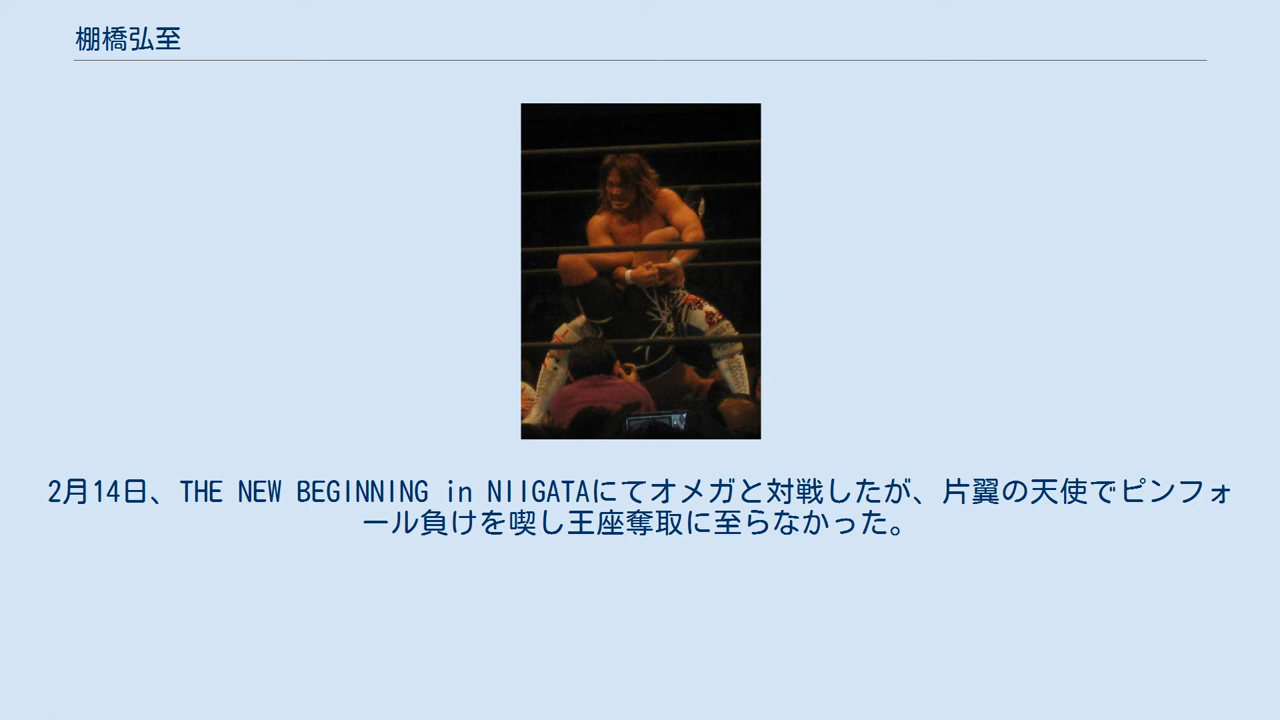 棚橋弘至
2月14日、THE NEW BEGINNING in NIIGATAにてオメガと対戦したが、片翼の天使でピンフォ
ール負けを喫し王座奪取に至らなかった。